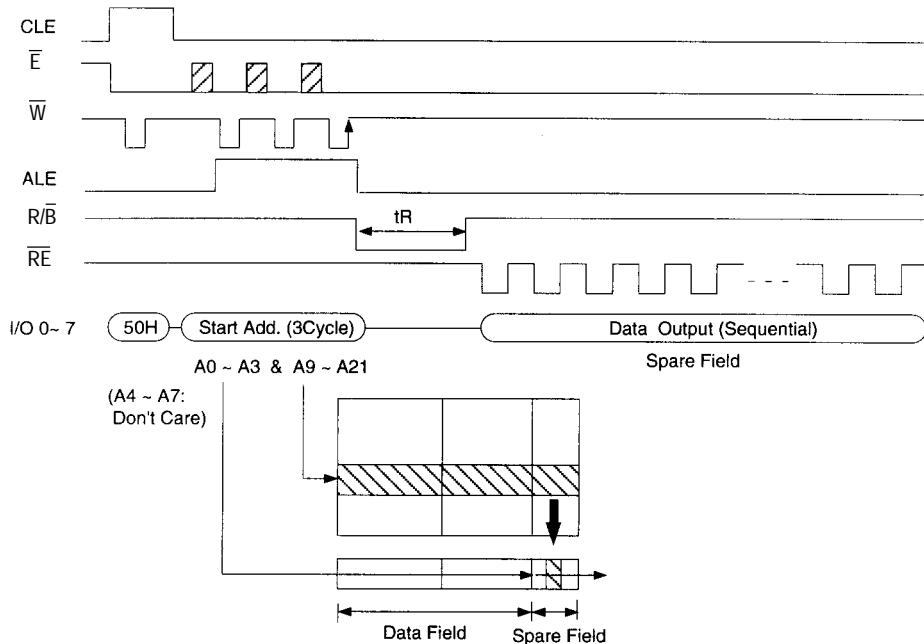 CLE
E̅
W̅
ALE
R/B̅
tR
R̅E̅
I/O 0~ 7
50H
Start Add. (3Cycle)
Data Output (Sequential)
Spare Field
A0 ~ A3 & A9 ~ A21
(A4 ~ A7:
Don't Care)
Data Field
Spare Field